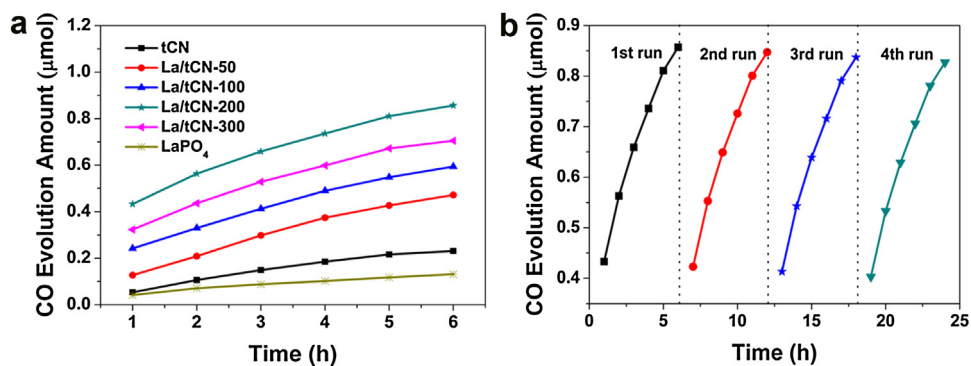 a
CO Evolution Amount (μmol)
1.2
1.0
0.8
0.6
0.4
0.2
0.0
tCN
La/tCN-50
La/tCN-100
La/tCN-200
La/tCN-300
LaPO₄
1 2 3 4 5 6
Time (h)
b
CO Evolution Amount (μmol)
0.9
0.8
0.7
0.6
0.5
0.4
1st run 2nd run 3rd run 4th run
0 5 10 15 20 25
Time (h)